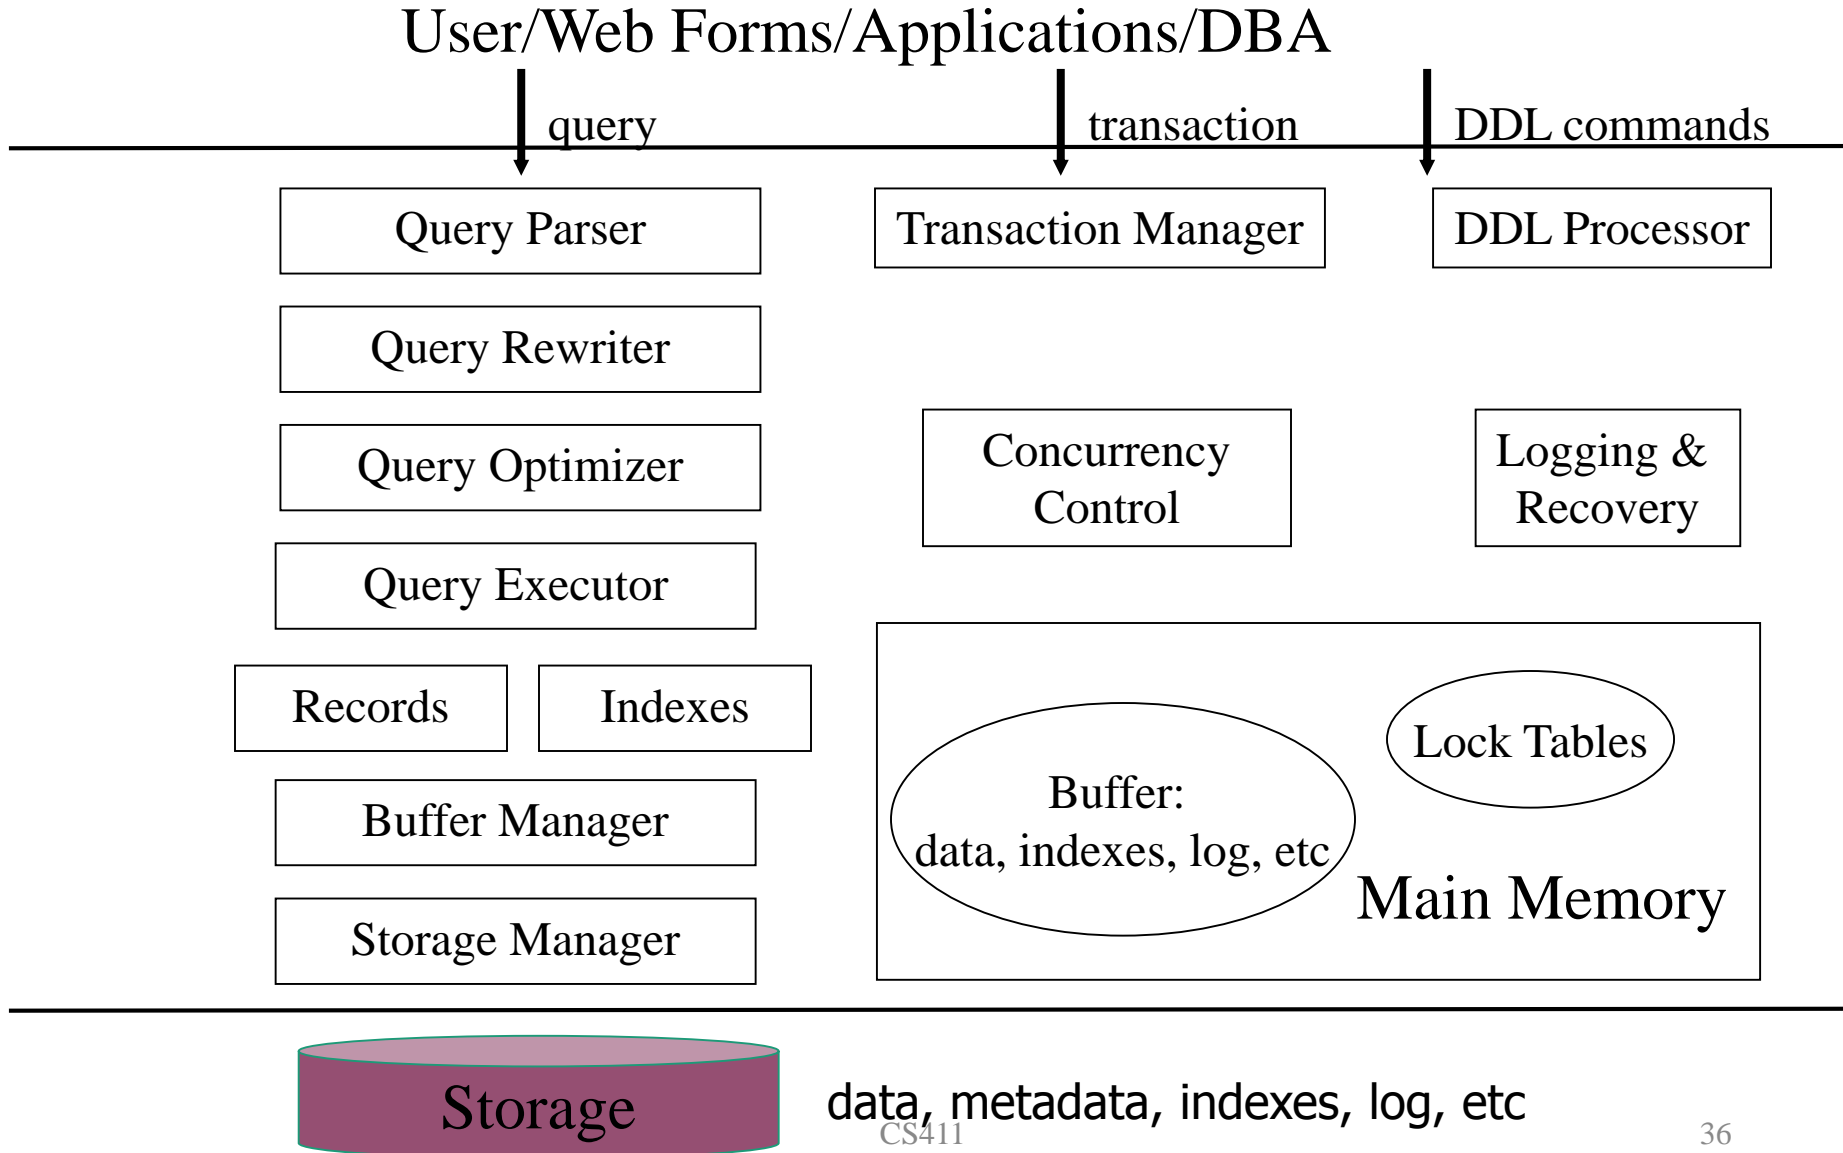 User/Web Forms/Applications/DBA
query
transaction
DDL commands
Query Parser
Transaction Manager
DDL Processor
Query Rewriter
Query Optimizer
Concurrency
Control
Logging &
Recovery
Query Executor
Records
Indexes
Lock Tables
Buffer:
data, indexes, log, etc
Buffer Manager
Main Memory
Storage Manager
Storage
data, metadata, indexes, log, etc
CS411
36